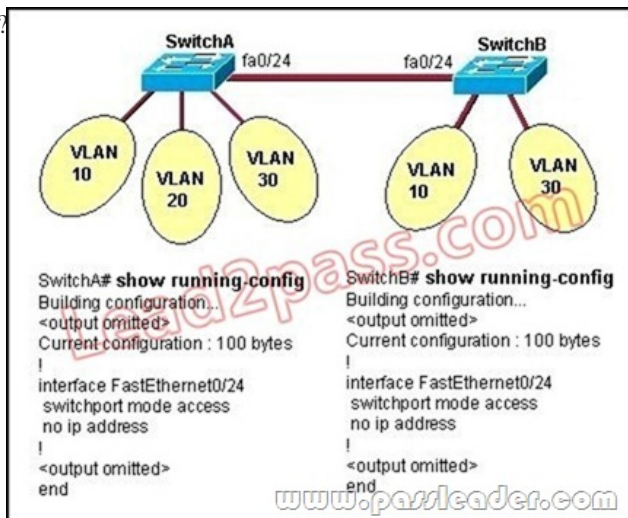 ?
SwitchA
fa0/24
fa0/24
SwitchB
VLAN
10
VLAN
20
VLAN
30
VLAN
10
VLAN
30
SwitchA# show running-config
Building configuration...
<output omitted>
Current configuration : 100 bytes
!
interface FastEthernet0/24
switchport mode access
no ip address
!
<output omitted>
end
SwitchB# show running-config
Building configuration...
<output omitted>
Current configuration : 100 bytes
!
interface FastEthernet0/24
switchport mode access
no ip address
!
<output omitted>
end
Lead2pass.com
www.passleader.com